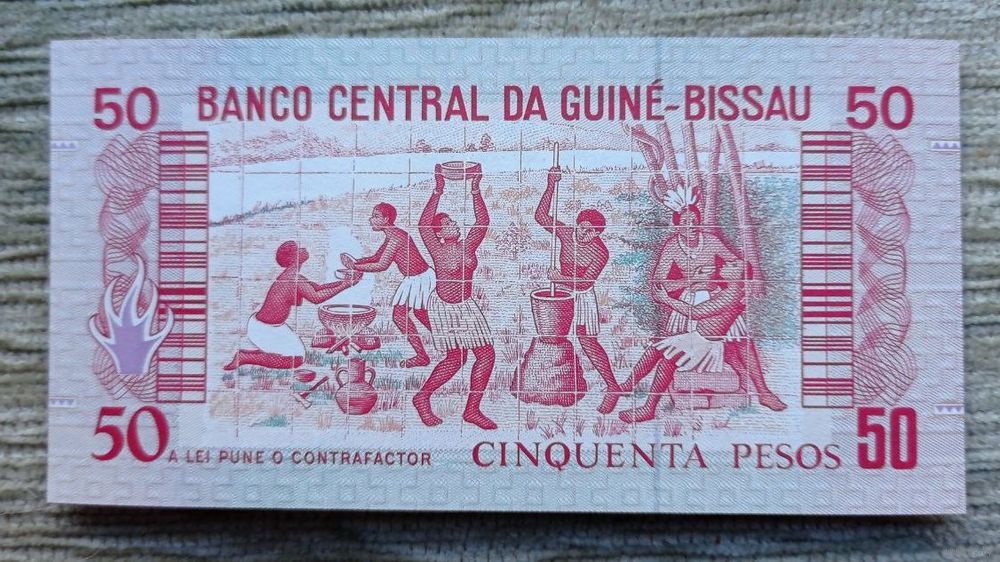 50 BANCO CENTRAL DA GUINÉ-BISSAU 50
50 A LEI PUNE O CONTRAFACTOR CINQUENTA PESOS 50